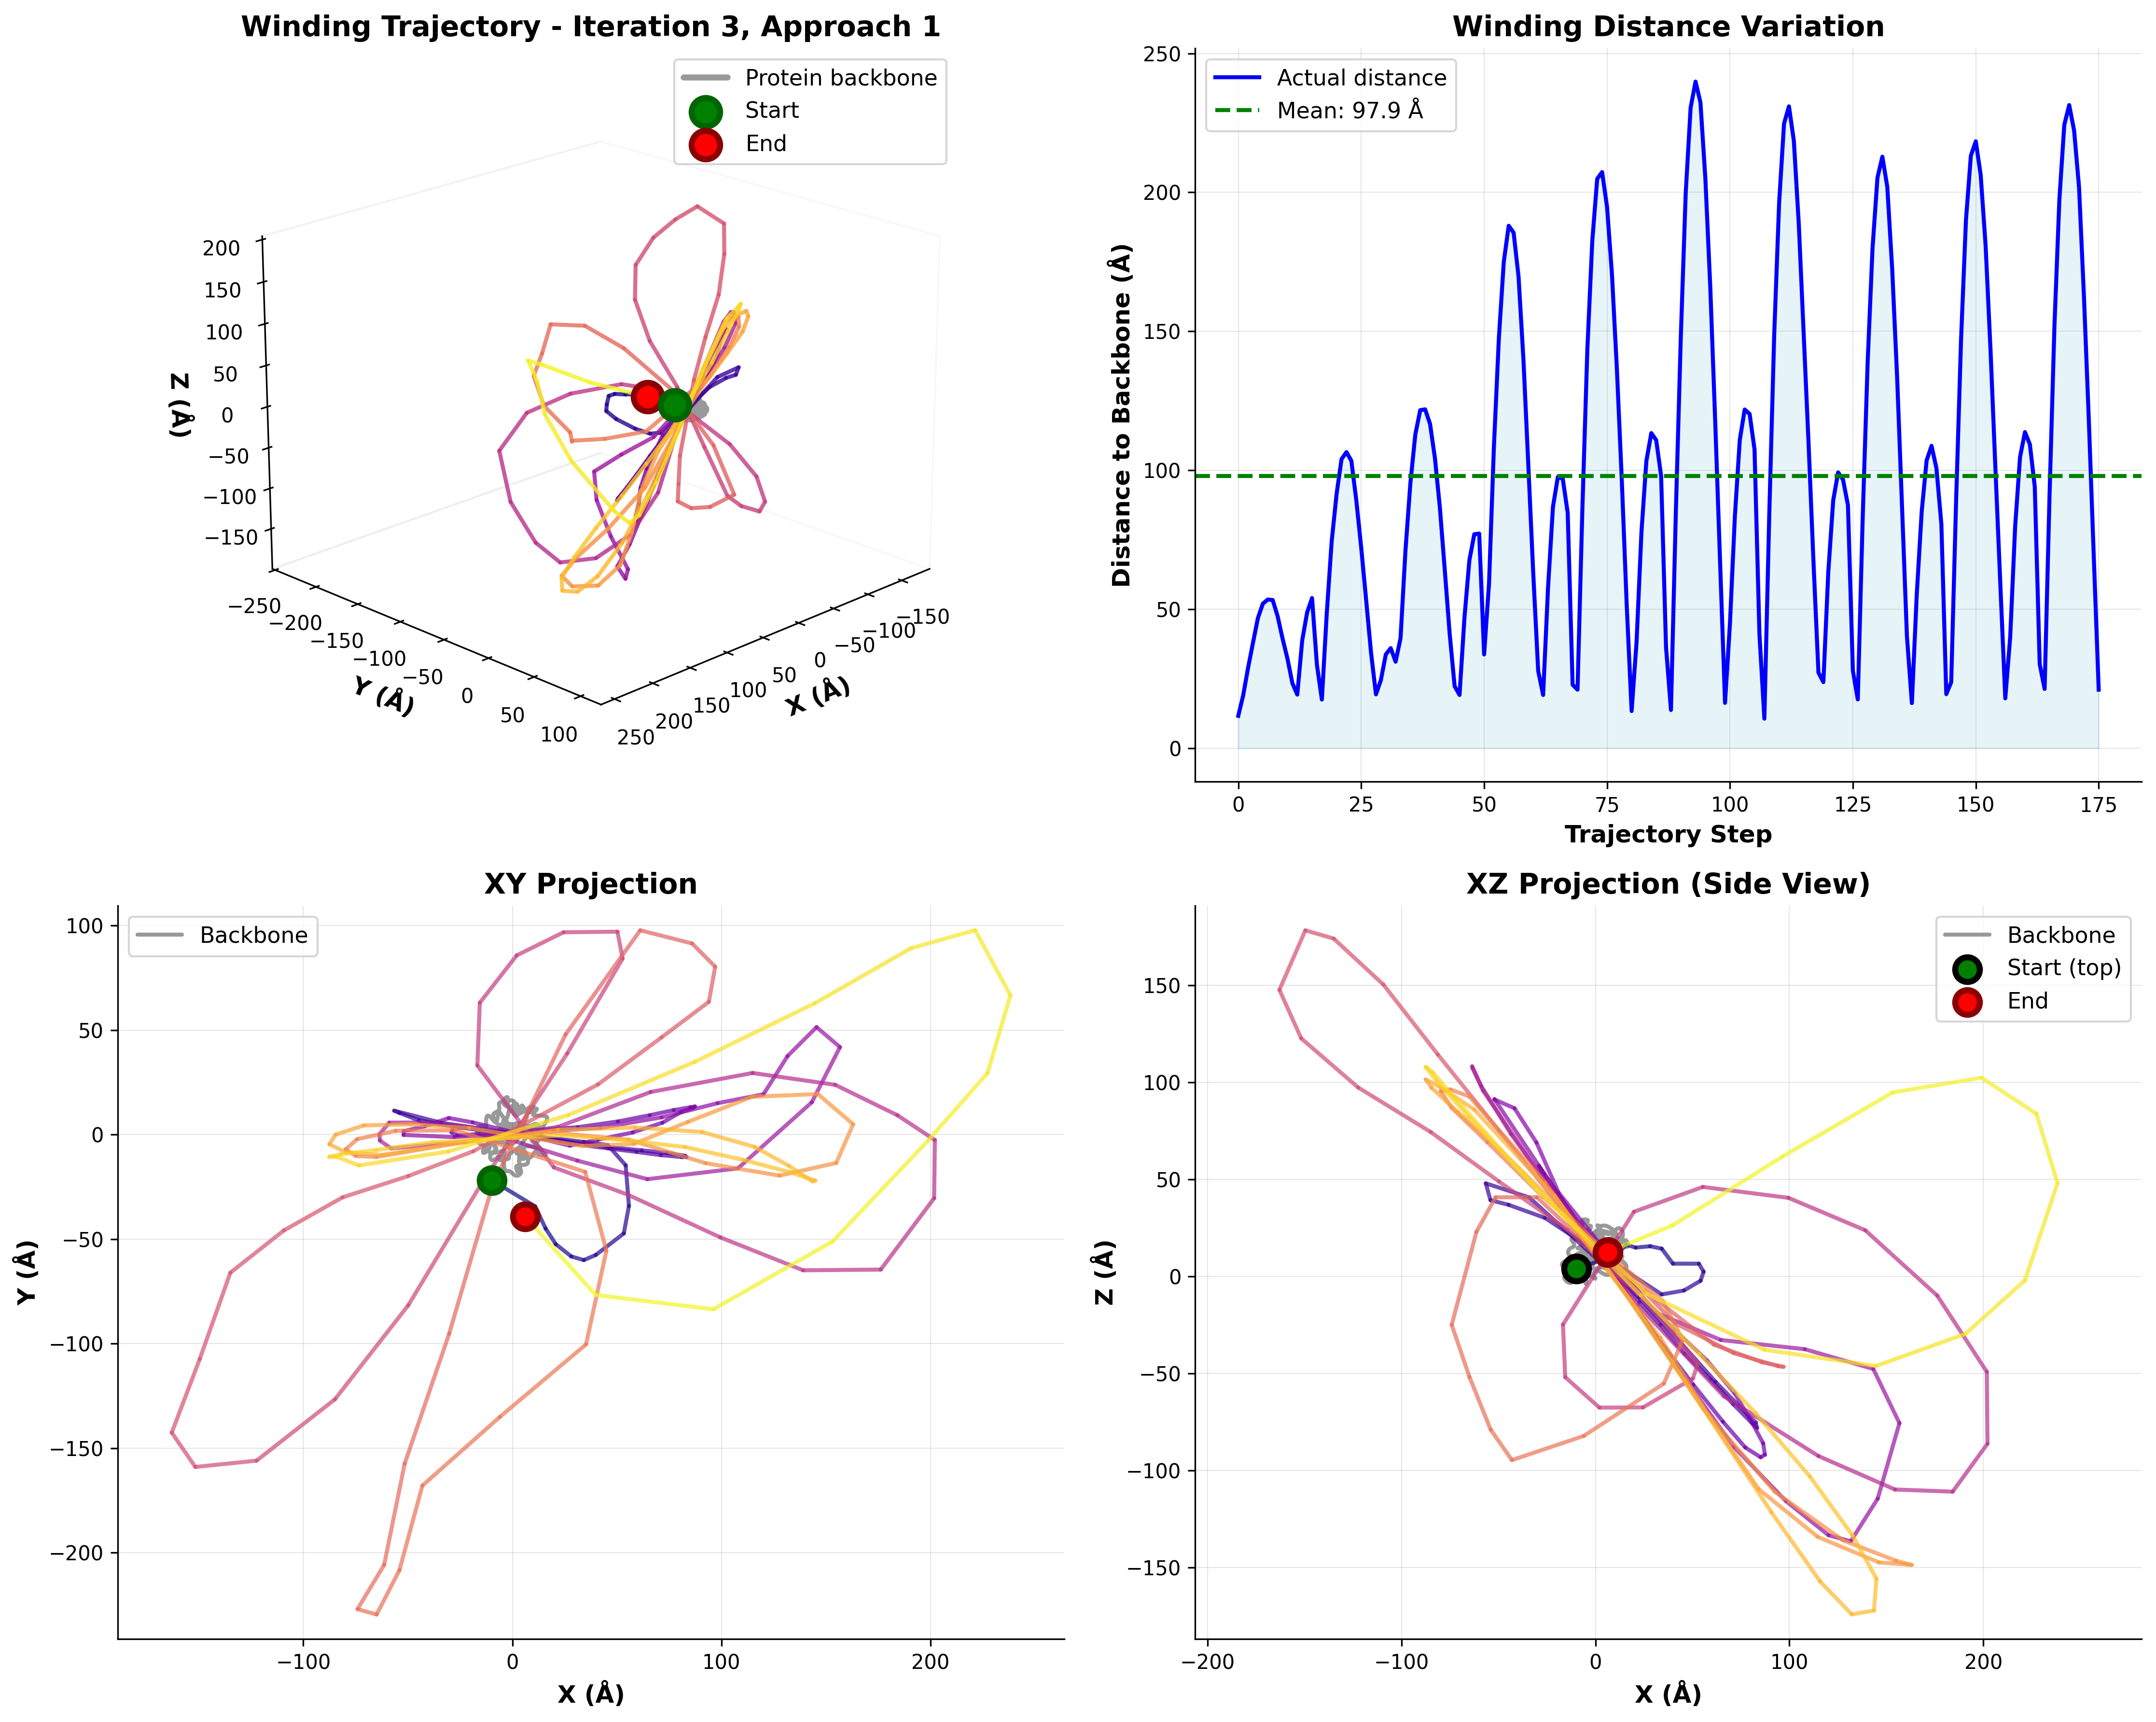 Winding Trajectory - Iteration 3, Approach 1
Protein backbone
Start
End
200
150
100
50
0
−50
−100
−150
Z (Å)
−250
−200
−150
−100
−50
0
50
100
Y (Å)
250
200
150
100
50
0
−50
−100
−150
X (Å)
Winding Distance Variation
Actual distance
Mean: 97.9 Å
250
200
150
100
50
0
Distance to Backbone (Å)
0 25 50 75 100 125 150 175
Trajectory Step
XY Projection
Backbone
100
50
0
−50
−100
−150
−200
Y (Å)
−100 0 100 200
X (Å)
XZ Projection (Side View)
Backbone
Start (top)
End
150
100
50
0
−50
−100
−150
Z (Å)
−200 −100 0 100 200
X (Å)